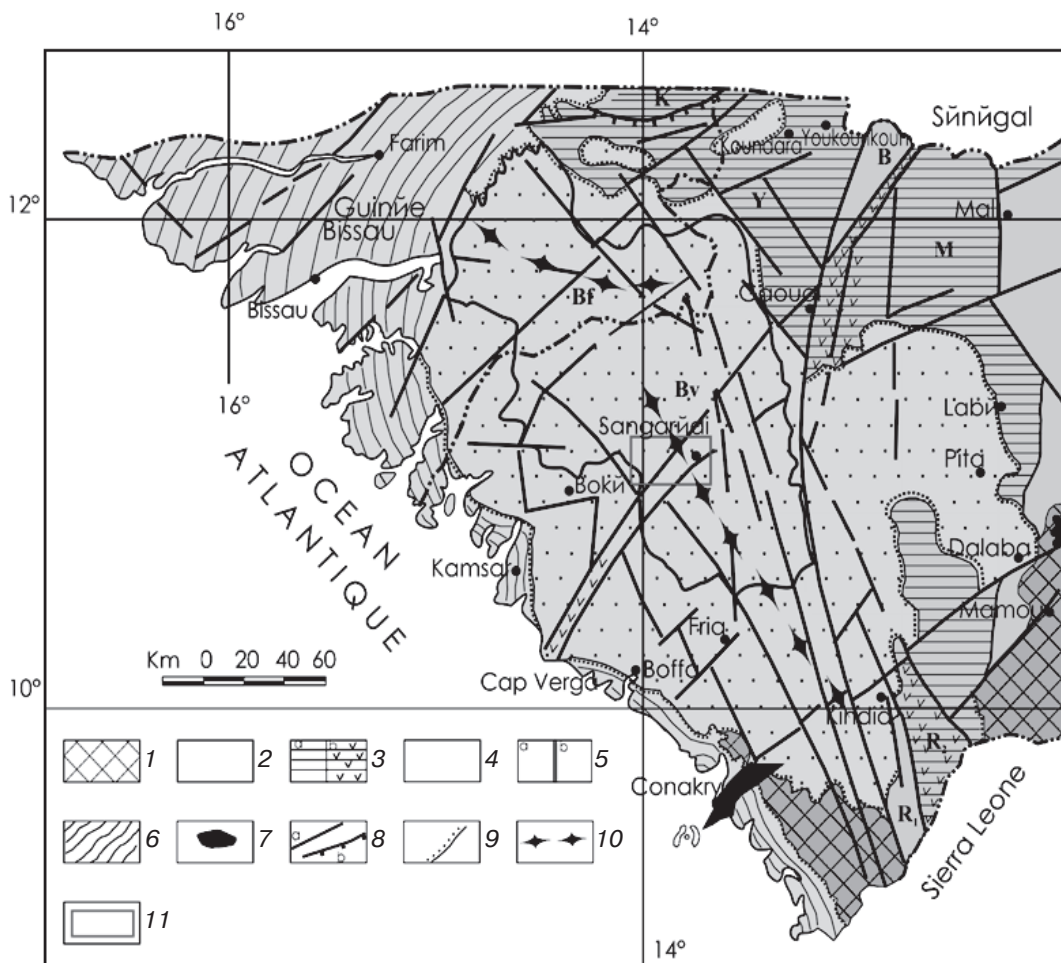 16°
14°
Sйnйgal
K
Farim
Koundara
Youkounkoun
B
12°
Guinйe
Bissau
Y
Mali
M
Bissau
Bf
Gaoual
16°
Bv
Labй
Sangarйdi
Pita
OCEAN
ATLANTIQUE
Bokй
Dalaba
Kamsar
Mamou
Fria
Km 0 20 40 60
Boffa
Cap Verga
10°
Kindia
R₂
1 2 a b 3 4 a b 5
Conakry
R₁
Sierra Leone
6 7 a b 8 9 10
11
14°